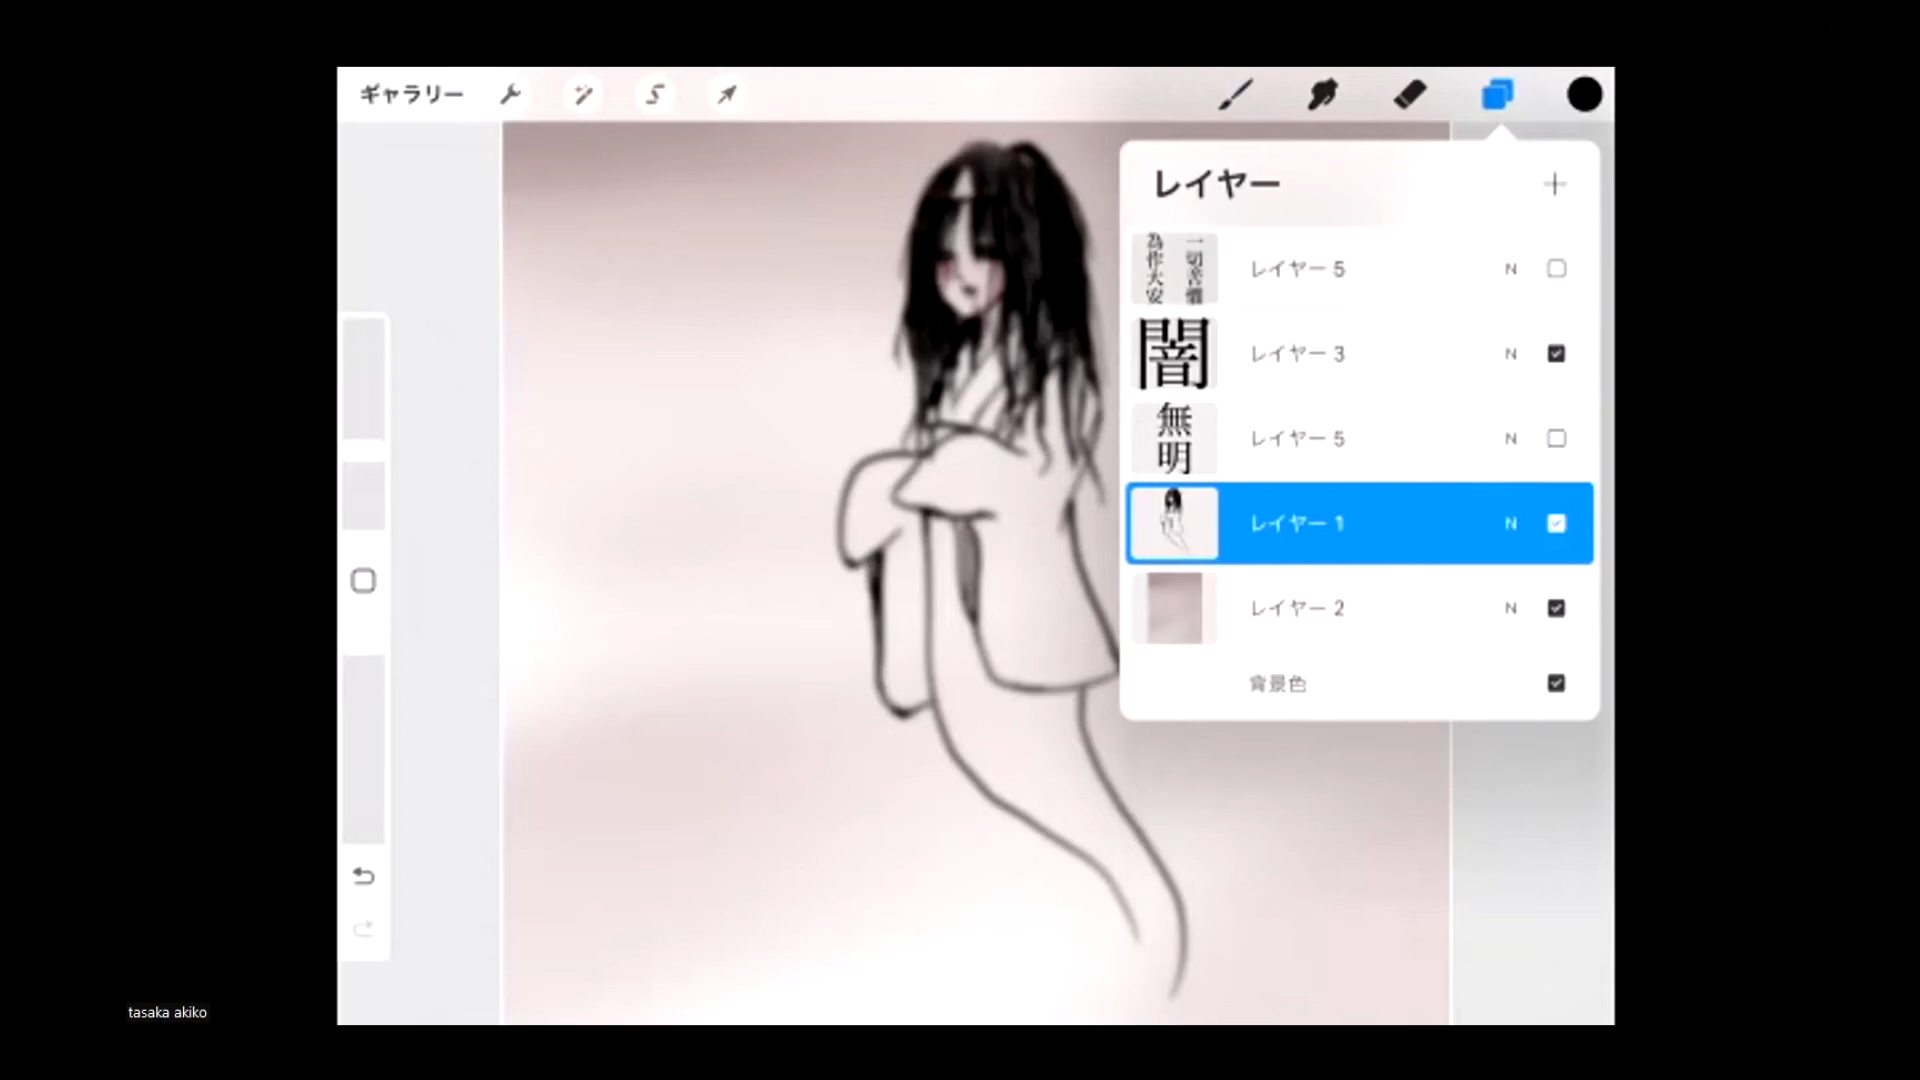 ギャラリー
レイヤー
一切苦
為作大安
レイヤー 5
N
闇
レイヤー 3
N
無明
レイヤー 5
N
レイヤー 1
N
レイヤー 2
N
背景色
tasaka akiko